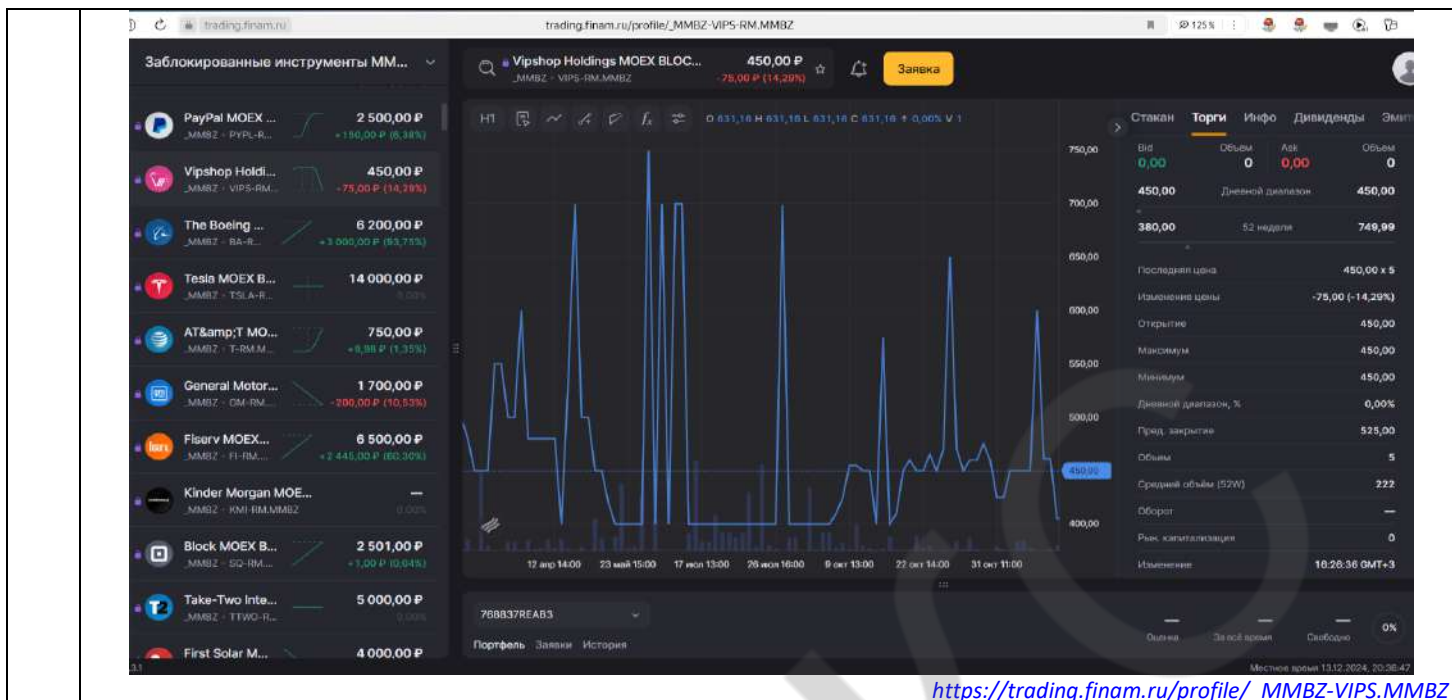 trading.finam.ru
trading.finam.ru/profile/_MMBZ-VIPS-RM.MMBZ
125 %
Заблокированные инструменты MM...
Vipshop Holdings MOEX BLOC...
_MMBZ - VIPS-RM.MMBZ
450,00 ₽
-75,00 ₽ (14,29%)
Заявка
PayPal MOEX ...
_MMBZ - PYPL-R...
2 500,00 ₽
+150,00 ₽ (6,38%)
Vipshop Holdi...
_MMBZ - VIPS-RM...
450,00 ₽
-75,00 ₽ (14,29%)
The Boeing ...
_MMBZ - BA-R...
6 200,00 ₽
+3 000,00 ₽ (93,75%)
Tesla MOEX B...
_MMBZ - TSLA-R...
14 000,00 ₽
0,00%
AT&amp;T MO...
_MMBZ - T-RM.M...
750,00 ₽
+9,98 ₽ (1,35%)
General Motor...
_MMBZ - GM-RM....
1 700,00 ₽
-200,00 ₽ (10,53%)
Fiserv MOEX...
_MMBZ - FI-RM....
6 500,00 ₽
+2 445,00 ₽ (60,30%)
Kinder Morgan MOE...
_MMBZ - KMI-RM.MMBZ
—
0,00%
Block MOEX B...
_MMBZ - SQ-RM....
2 501,00 ₽
+1,00 ₽ (0,04%)
Take-Two Inte...
_MMBZ - TTWO-R...
5 000,00 ₽
0,00%
First Solar M...
4 000,00 ₽
H1
O 631,16 H 631,16 L 631,16 C 631,16 + 0,00% V 1
750,00
700,00
650,00
600,00
550,00
500,00
450,00
400,00
12 апр 14:00 23 май 15:00 17 июл 13:00 26 июл 16:00 9 окт 13:00 22 окт 14:00 31 окт 11:00
Стакан Торги Инфо Дивиденды Эмит
Bid Объем Ask Объем
0,00 0 0,00 0
450,00 Дневной диапазон 450,00
380,00 52 недели 749,99
Последняя цена 450,00 x 5
Изменение цены -75,00 (-14,29%)
Открытие 450,00
Максимум 450,00
Минимум 450,00
Дневной диапазон, % 0,00%
Пред. закрытие 525,00
Объем 5
Средний объём (52W) 222
Оборот —
Рын. капитализация 0
Изменение 16:26:36 GMT+3
768837REAB3
Портфель Заявки История
— — —
Оценка За всё время Свободно
0%
Местное время 13.12.2024, 20:36:47
https://trading.finam.ru/profile/_MMBZ-VIPS.MMBZ